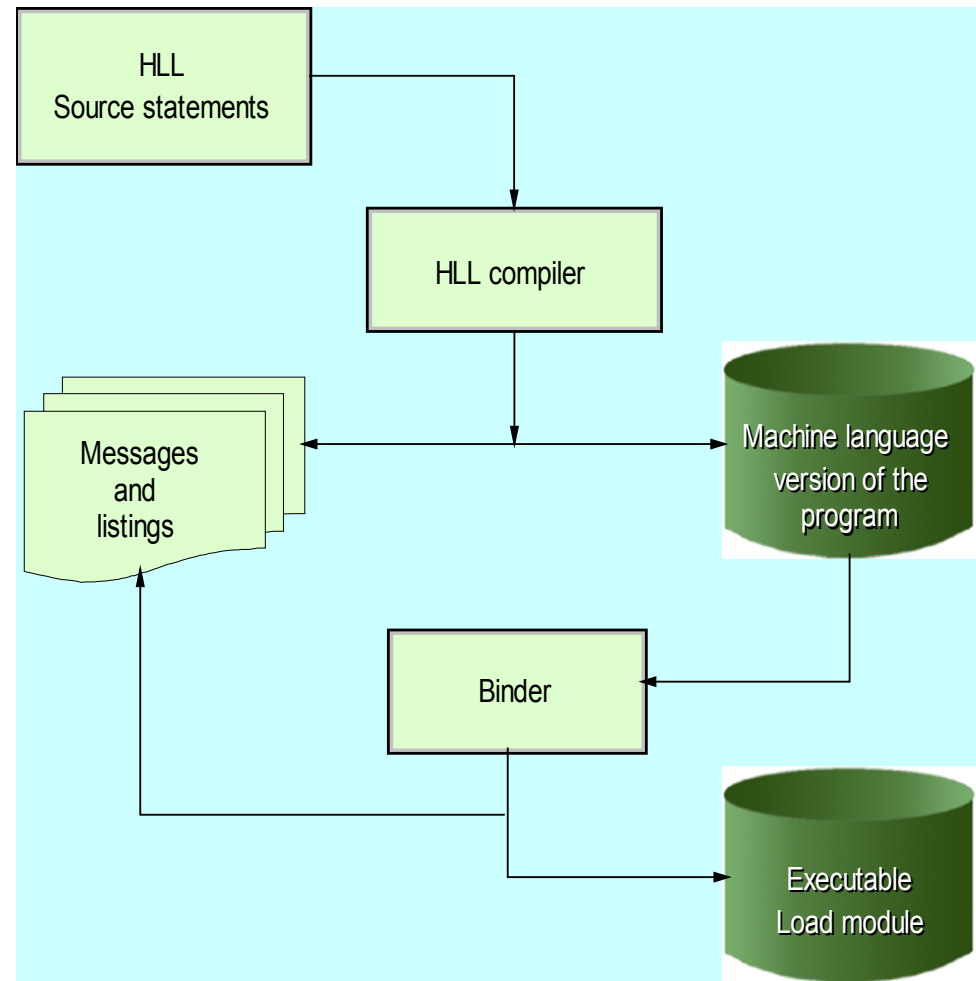 HLL
Source statements
HLL compiler
Messages
and
listings
Machine language
version of the
program
Binder
Executable
Load module